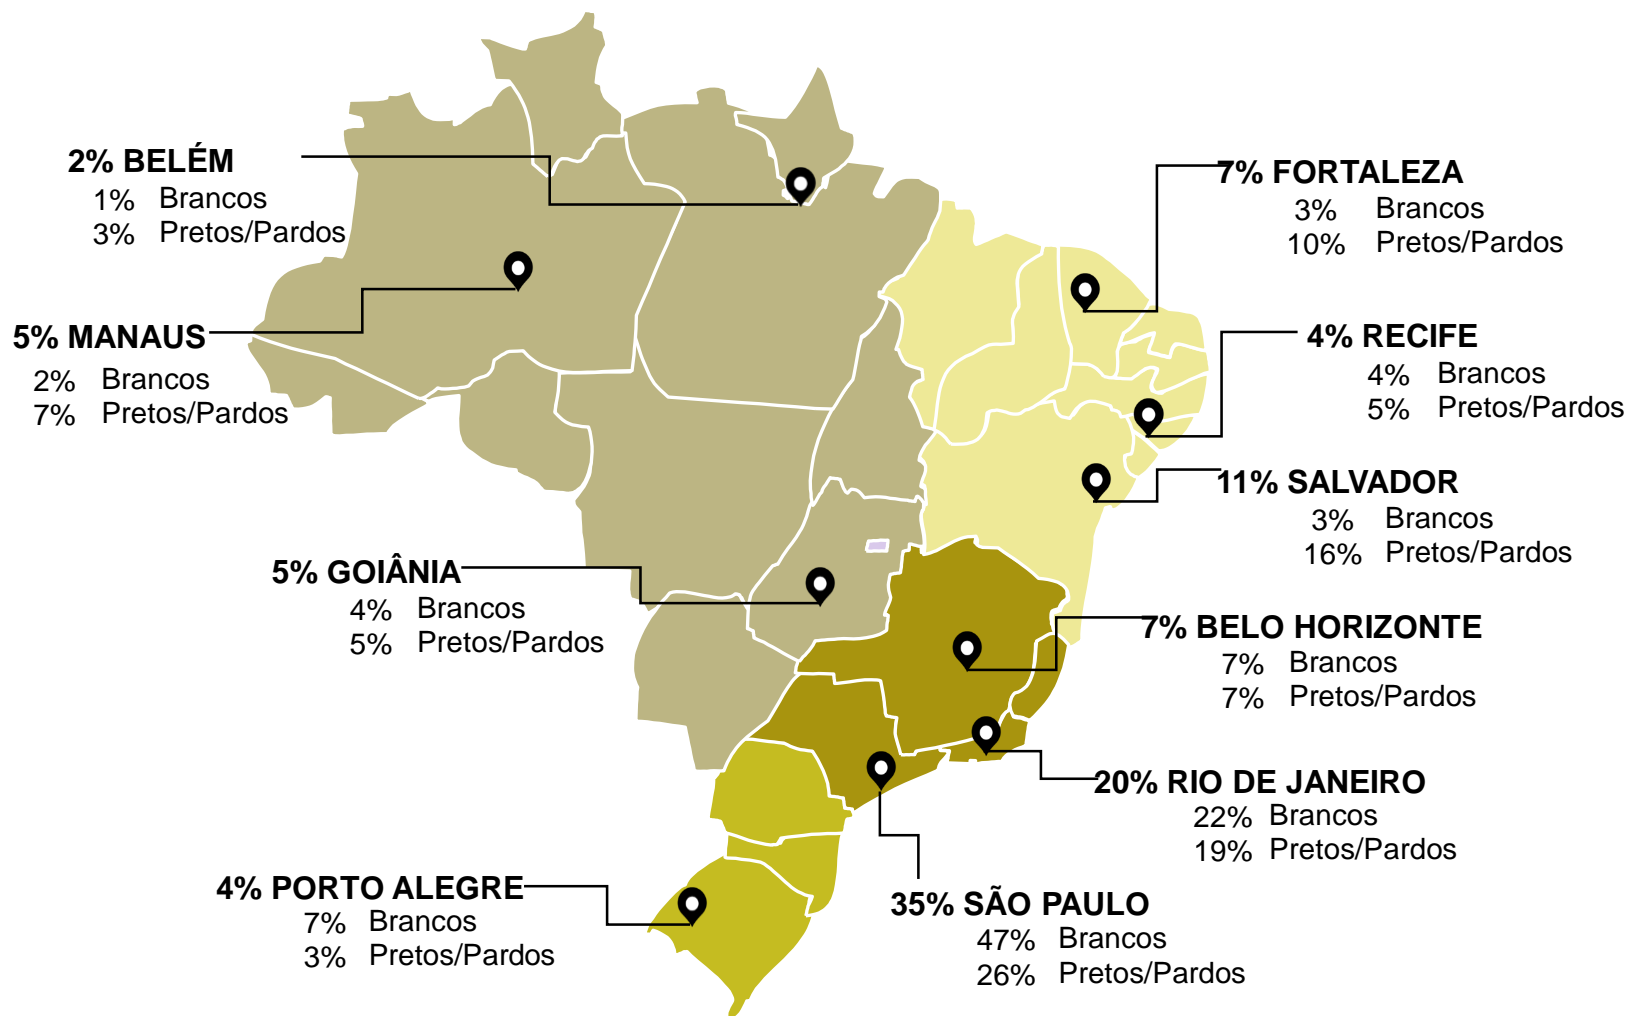 2% BELÉM
1% Brancos
3% Pretos/Pardos
5% MANAUS
2% Brancos
7% Pretos/Pardos
5% GOIÂNIA
4% Brancos
5% Pretos/Pardos
4% PORTO ALEGRE
7% Brancos
3% Pretos/Pardos
7% FORTALEZA
3% Brancos
10% Pretos/Pardos
4% RECIFE
4% Brancos
5% Pretos/Pardos
11% SALVADOR
3% Brancos
16% Pretos/Pardos
7% BELO HORIZONTE
7% Brancos
7% Pretos/Pardos
20% RIO DE JANEIRO
22% Brancos
19% Pretos/Pardos
35% SÃO PAULO
47% Brancos
26% Pretos/Pardos